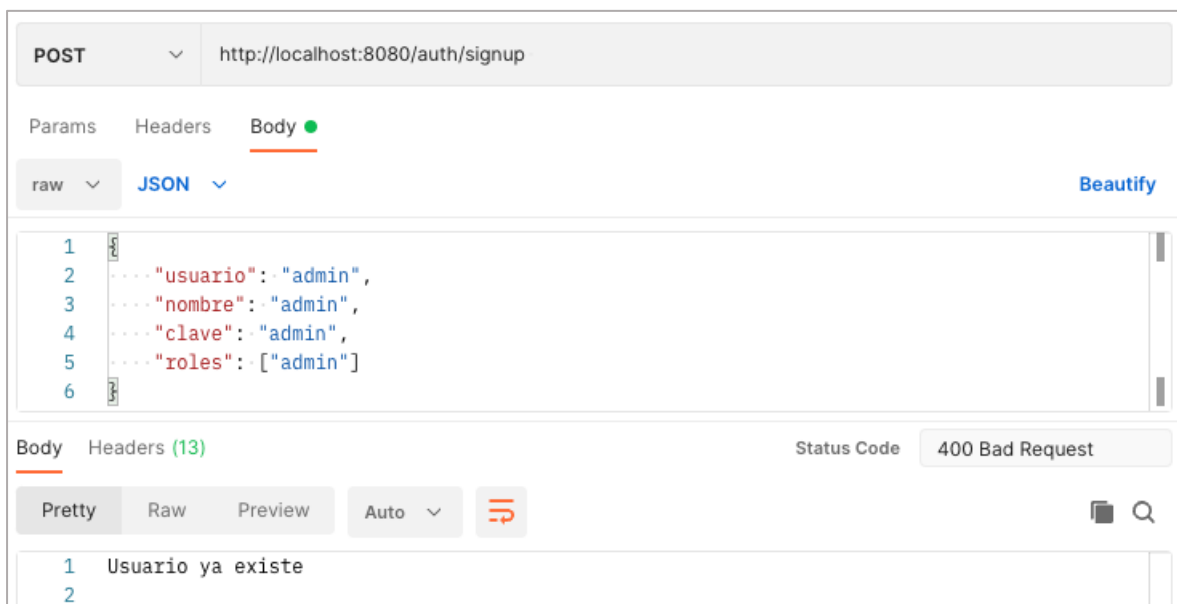 POST http://localhost:8080/auth/signup
Params Headers Body
raw JSON Beautify
1 {
2 ····"usuario":·"admin",
3 ····"nombre":·"admin",
4 ····"clave":·"admin",
5 ····"roles":·["admin"]
6 }
Body Headers (13) Status Code 400 Bad Request
Pretty Raw Preview Auto
1 Usuario ya existe
2